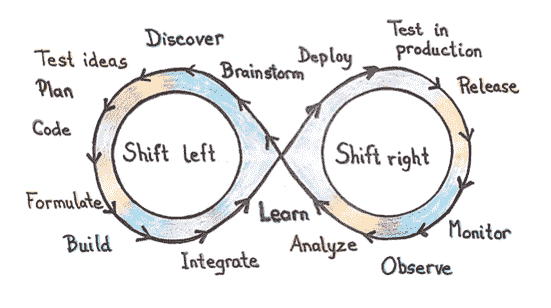 Discover
Brainstorm
Test ideas
Plan
Code
Formulate
Build
Integrate
Shift left
Deploy
Test in
production
Release
Monitor
Observe
Analyze
Learn
Shift right